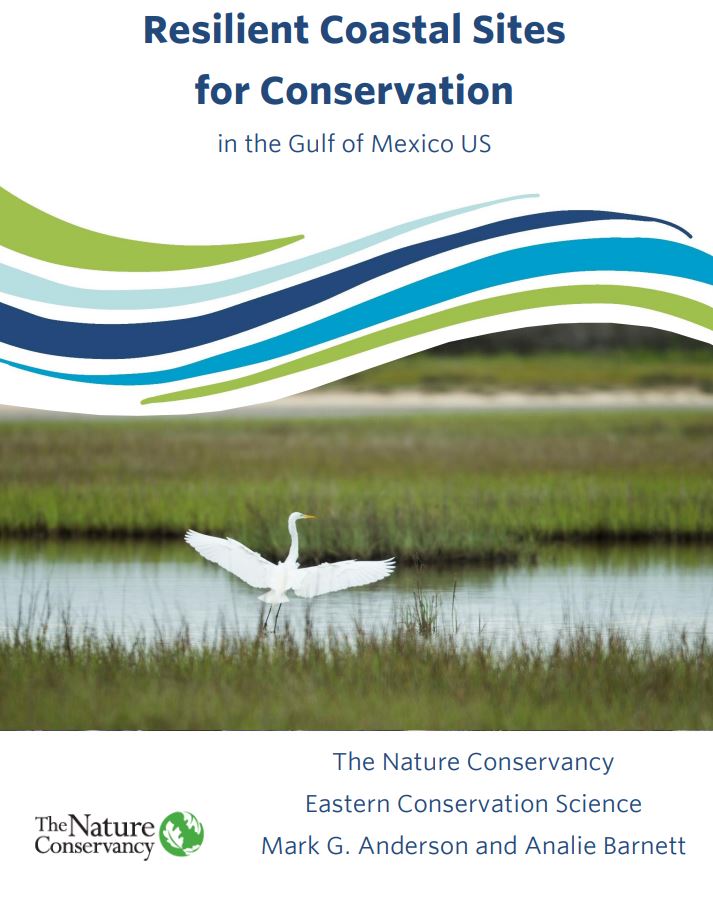 Resilient Coastal Sites
for Conservation
in the Gulf of Mexico US
The Nature Conservancy
Eastern Conservation Science
Mark G. Anderson and Analie Barnett
The Nature
Conservancy